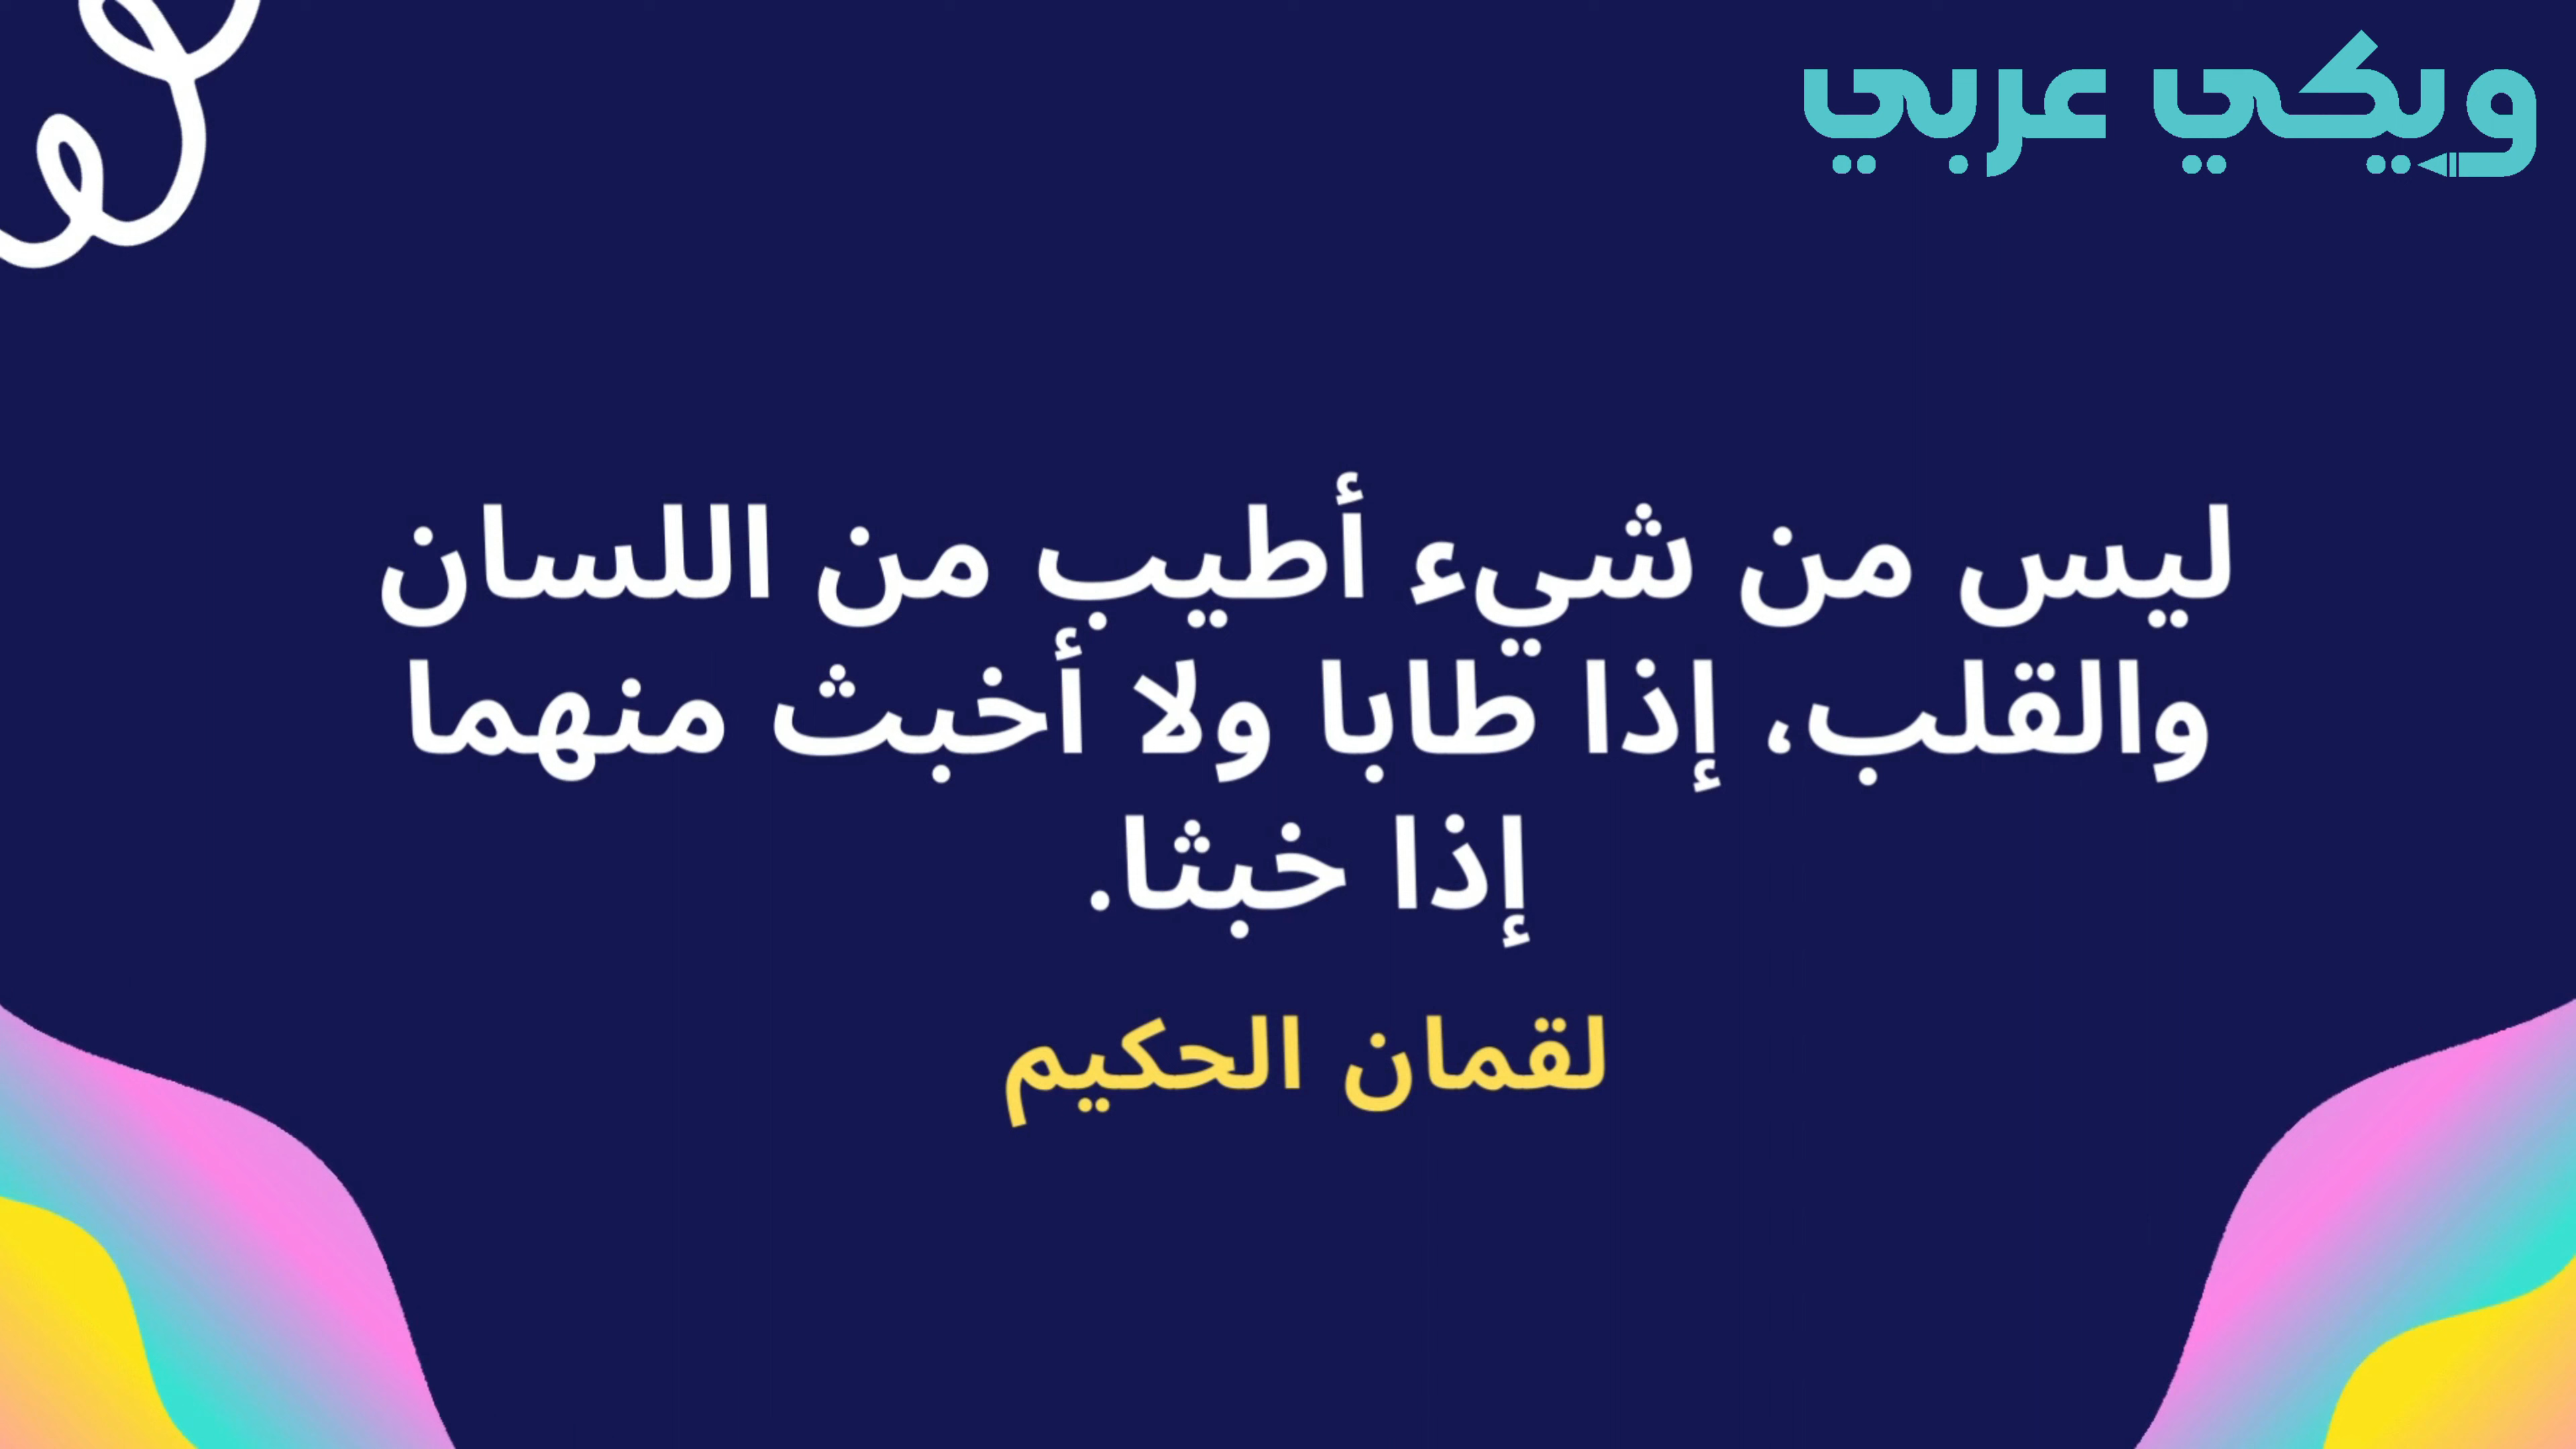 ويكي عربي
ليس من شيء أطيب من اللسان
والقلب، إذا طابا ولا أخبث منهما
إذا خبثا.
لقمان الحكيم